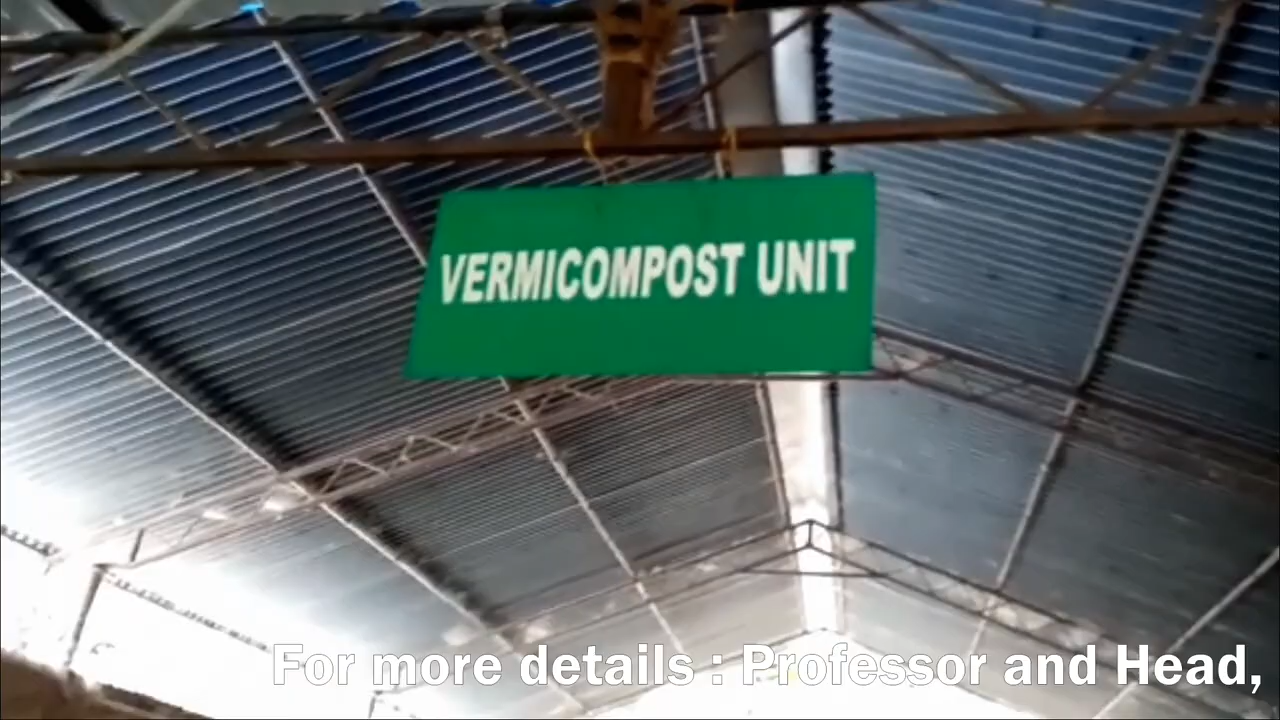 VERMICOMPOST UNIT
For more details : Professor and Head,